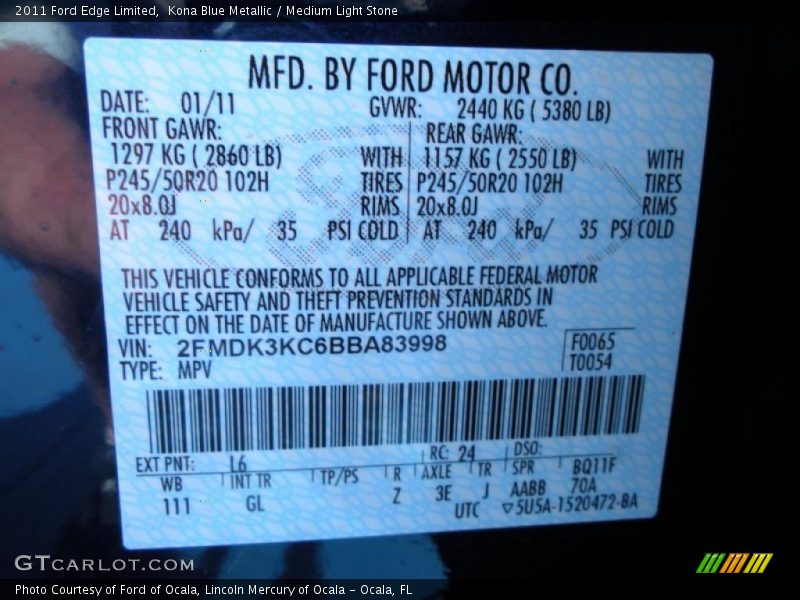 2011 Ford Edge Limited,  Kona Blue Metallic / Medium Light Stone
MFD. BY FORD MOTOR CO.
DATE: 01/11 GVWR: 2440 KG ( 5380 LB)
FRONT GAWR: REAR GAWR:
1297 KG ( 2860 LB) WITH 1157 KG ( 2550 LB) WITH
P245/50R20 102H TIRES P245/50R20 102H TIRES
20x8.0J RIMS 20x8.0J RIMS
AT 240 kPa/ 35 PSI COLD AT 240 kPa/ 35 PSI COLD
THIS VEHICLE CONFORMS TO ALL APPLICABLE FEDERAL MOTOR
VEHICLE SAFETY AND THEFT PREVENTION STANDARDS IN
EFFECT ON THE DATE OF MANUFACTURE SHOWN ABOVE.
VIN: 2FMDK3KC6BBA83998 F0065
TYPE: MPV T0054
EXT PNT: L6 RC: 24 DSO:
WB INT TR TP/PS R AXLE TR SPR BQ11F
111 GL Z 3E J AABB 70A
UTC ▽5U5A-1520472-BA
GTCARLOT.COM
Photo Courtesy of Ford of Ocala, Lincoln Mercury of Ocala – Ocala, FL